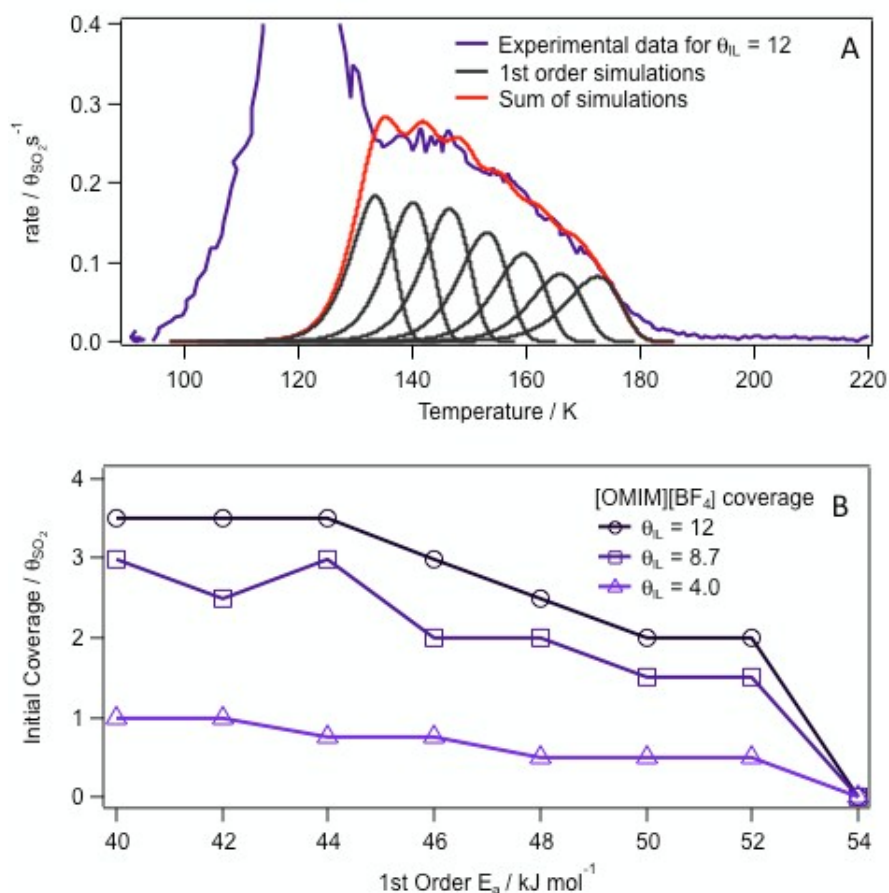 0.4
0.3
0.2
0.1
0.0
rate / θSO2s-1
Experimental data for θIL = 12
1st order simulations
Sum of simulations
A
100 120 140 160 180 200 220
Temperature / K
4
3
2
1
0
Initial Coverage / θSO2
[OMIM][BF4] coverage
θIL = 12
θIL = 8.7
θIL = 4.0
B
40 42 44 46 48 50 52 54
1st Order Ea / kJ mol-1